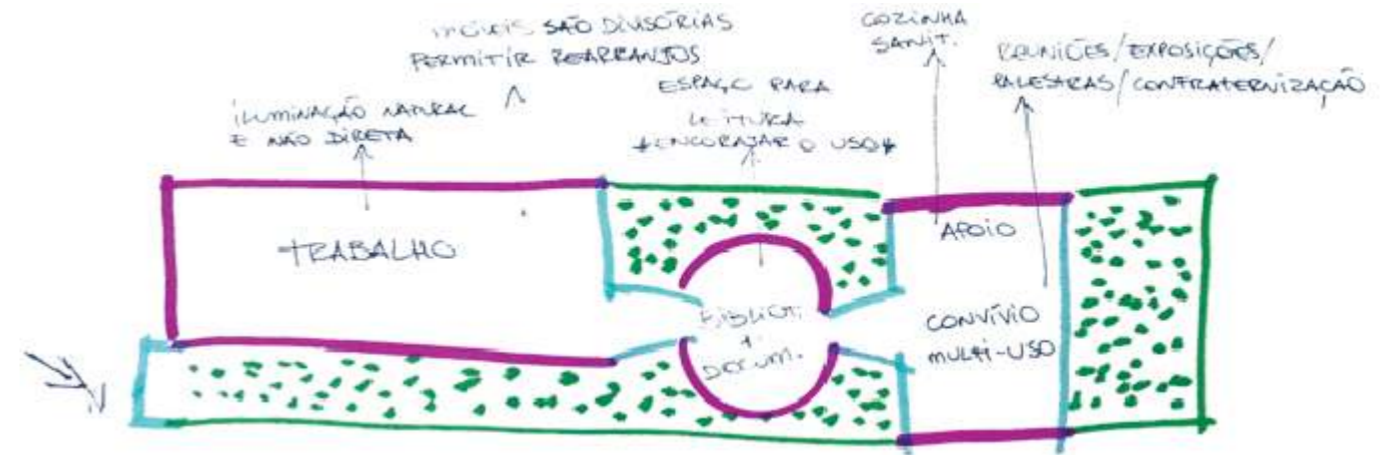 MÓVEIS SÃO DIVISÓRIAS
PERMITIR REARRANJOS
ILUMINAÇÃO NATURAL
E NÃO DIRETA
ESPAÇO PARA
LEITURA
*ENCORAJAR O USO*
COZINHA
SANIT.
REUNIÕES/EXPOSIÇÕES/
PALESTRAS/CONFRATERNIZAÇÃO
TRABALHO
BIBLIOT.
+
DOCUM.
APOIO
CONVÍVIO
MULTI-USO
N